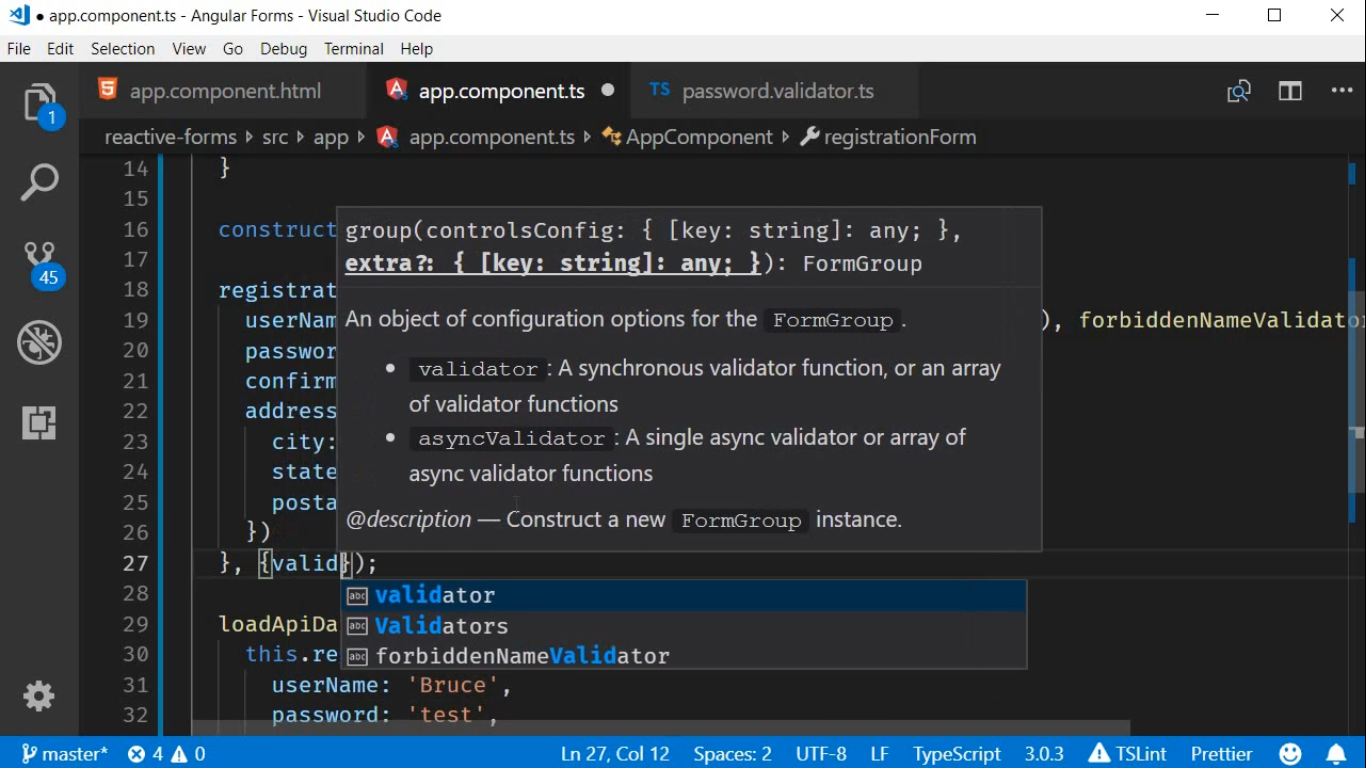 ● app.component.ts - Angular Forms - Visual Studio Code
File Edit Selection View Go Debug Terminal Help
app.component.html app.component.ts ● TS password.validator.ts
1
reactive-forms src app app.component.ts AppComponent registrationForm
14 }
15
16 construct
17
18 registrat
19 userNam ), forbiddenNameValidato
20 passwor
21 confirm
22 address
23 city:
24 state
25 posta
26 })
27 }, {valid});
28
29 loadApiDa
30 this.re
31 userName: 'Bruce',
32 password: 'test',
group(controlsConfig: { [key: string]: any; },
extra?: { [key: string]: any; }): FormGroup
An object of configuration options for the FormGroup.
• validator: A synchronous validator function, or an array
of validator functions
• asyncValidator: A single async validator or array of
async validator functions
@description — Construct a new FormGroup instance.
abc validator
abc Validators
abc forbiddenNameValidator
45
master* 4 0 Ln 27, Col 12 Spaces: 2 UTF-8 LF TypeScript 3.0.3 TSLint Prettier